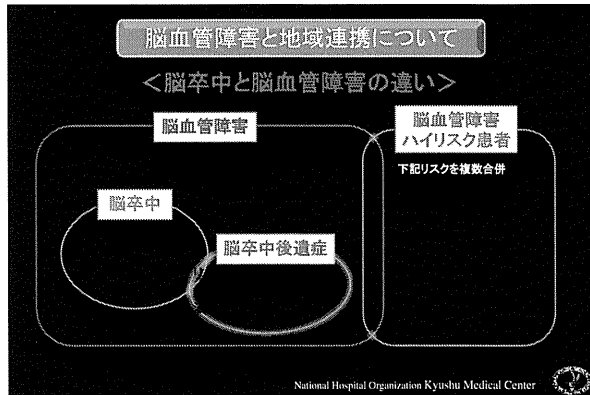 脳血管障害と地域連携について
<脳卒中と脳血管障害の違い>
脳血管障害
脳血管障害
ハイリスク患者
下記リスクを複数合併
脳卒中
脳卒中後遺症
National Hospital Organization Kyushu Medical Center